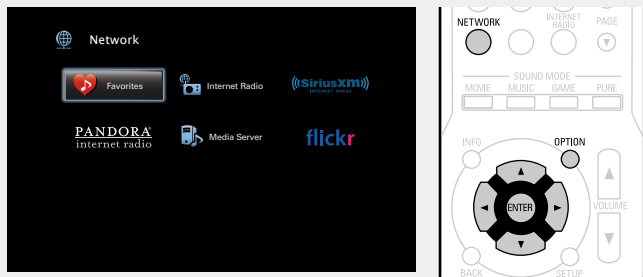 Network
Favorites
Internet Radio
((SiriusXM))
INTERNET RADIO
PANDORA
internet radio
Media Server
flickr
NETWORK
INTERNET
RADIO
PAGE
SOUND MODE
MOVIE MUSIC GAME PURE
INFO
OPTION
ENTER
VOLUME
BACK
SETUP